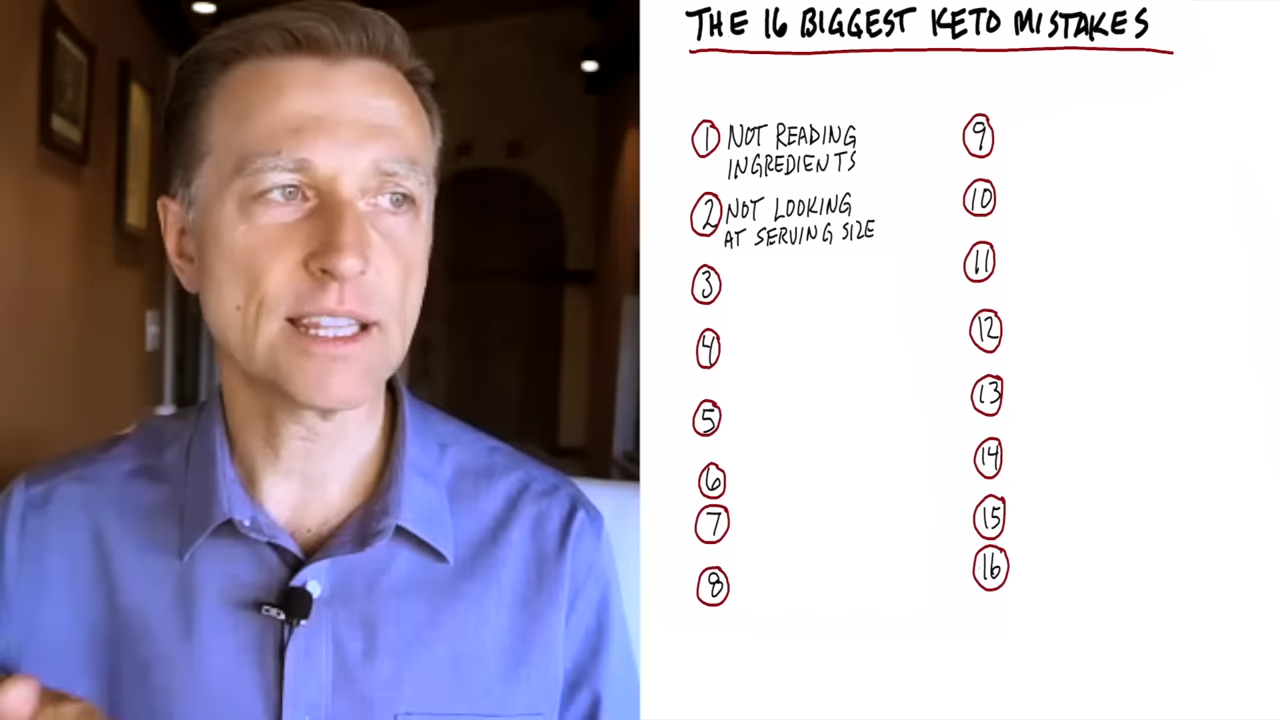 THE 16 BIGGEST KETO MISTAKES
1 NOT READING
INGREDIENTS
2 NOT LOOKING
AT SERVING SIZE
3
4
5
6
7
8
9
10
11
12
13
14
15
16